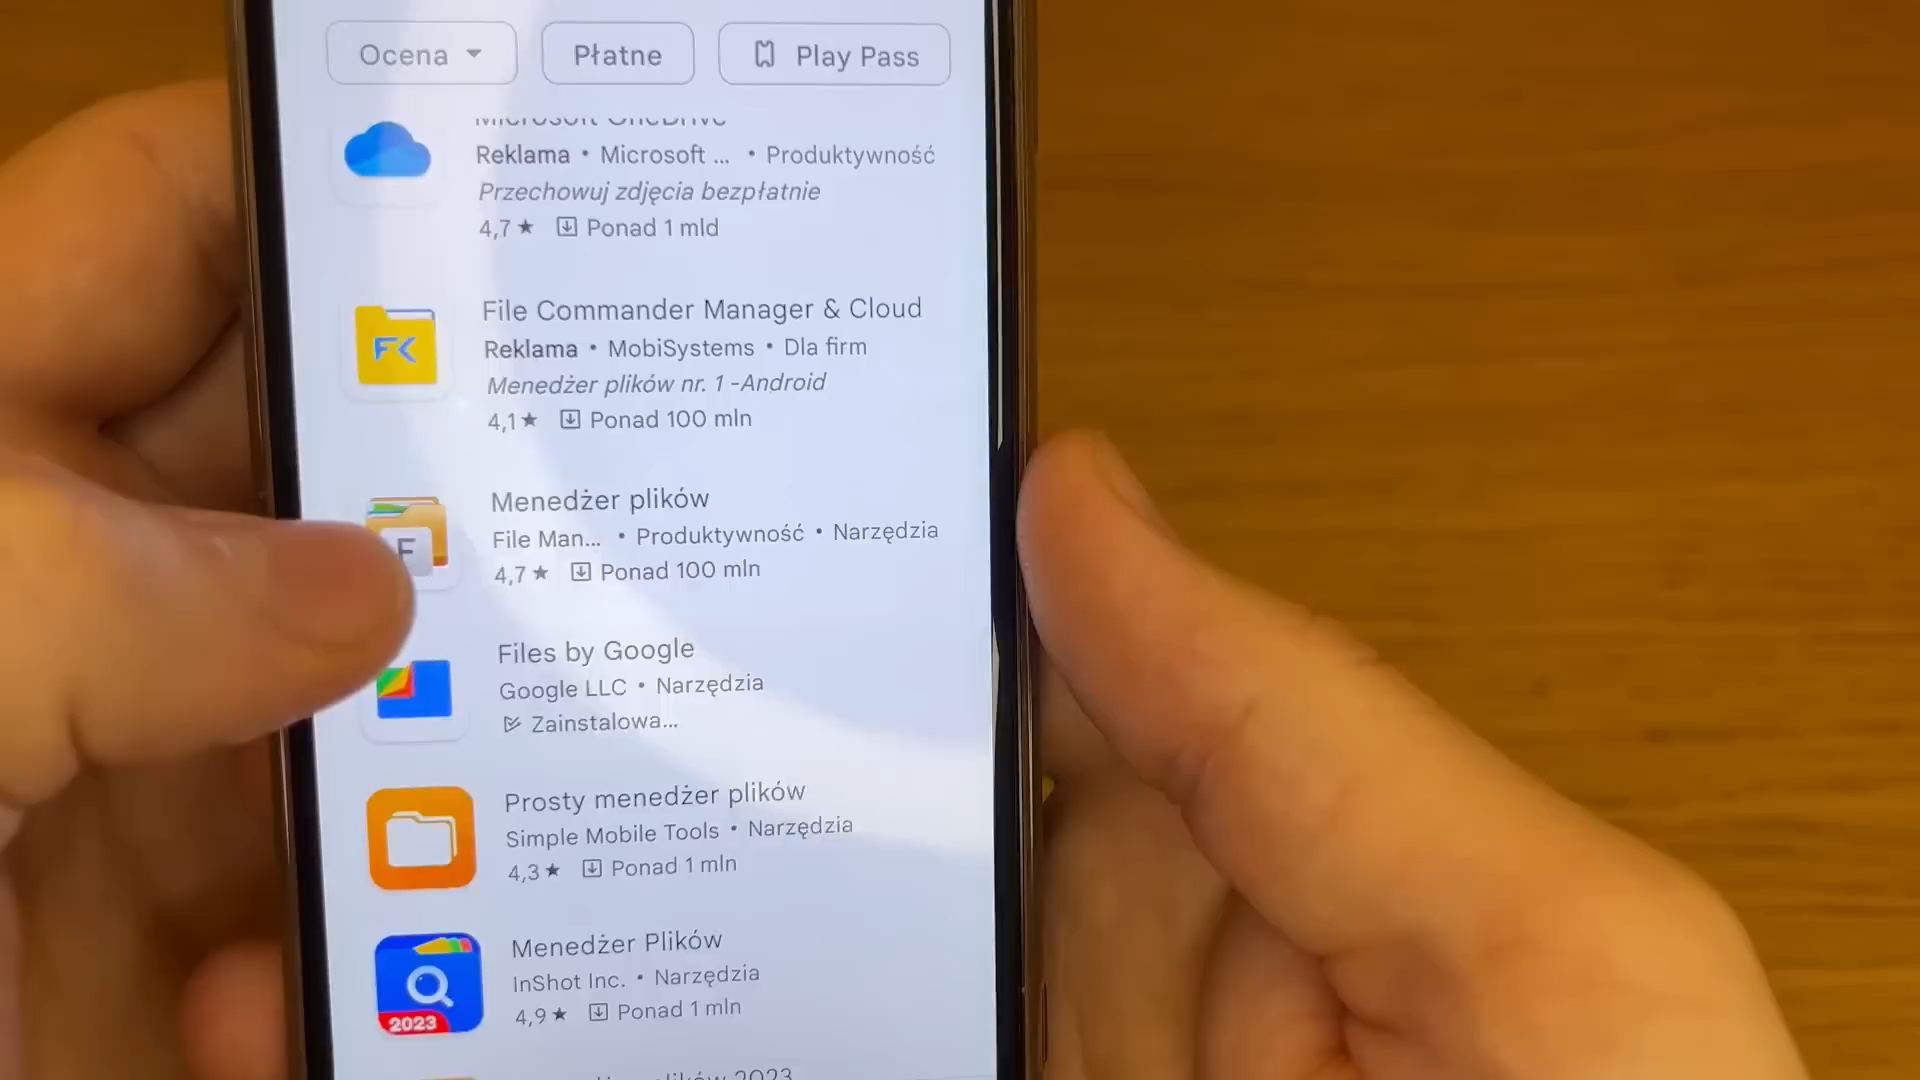 Ocena
Płatne
Play Pass
Microsoft OneDrive
Reklama • Microsoft ... • Produktywność
Przechowuj zdjęcia bezpłatnie
4,7 ★ Ponad 1 mld
FK
File Commander Manager & Cloud
Reklama • MobiSystems • Dla firm
Menedżer plików nr. 1 -Android
4,1★ Ponad 100 mln
F
Menedżer plików
File Man... • Produktywność • Narzędzia
4,7 ★ Ponad 100 mln
Files by Google
Google LLC • Narzędzia
Zainstalowa...
Prosty menedżer plików
Simple Mobile Tools • Narzędzia
4,3 ★ Ponad 1 mln
2023
Menedżer Plików
InShot Inc. • Narzędzia
4,9 ★ Ponad 1 mln
plików 2023